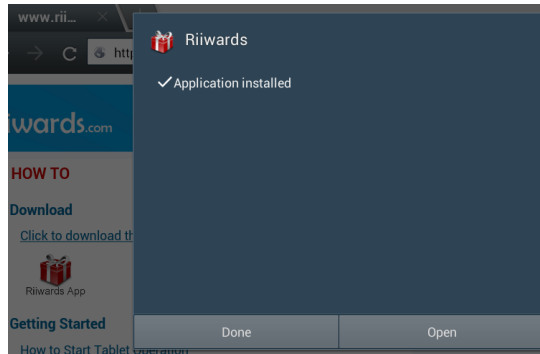 www.rii...
http
Riiwards
Application installed
iwards.com
HOW TO
Download
Click to download th
Riiwards App
Getting Started
How to Start Tablet Operation
Done
Open